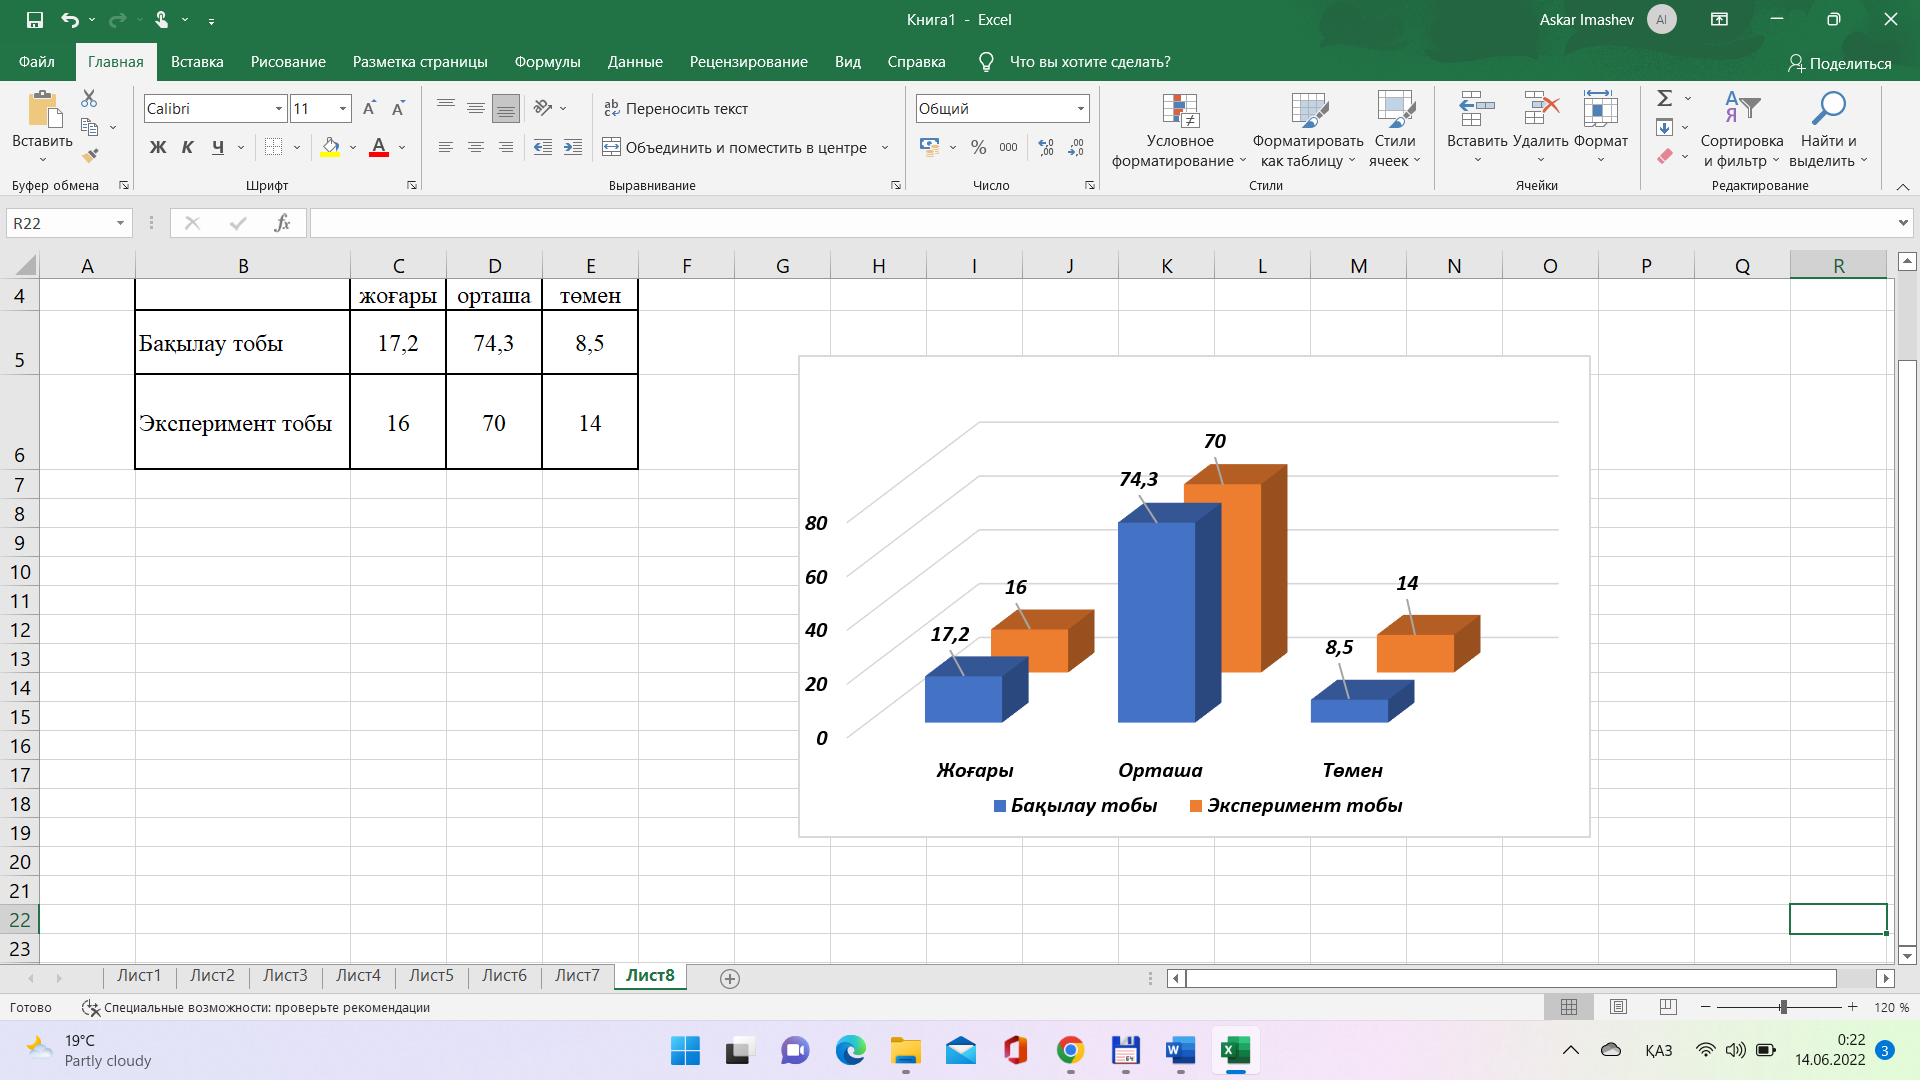 Книга1 - Excel
Askar Imashev
AI
Файл
Главная
Вставка
Рисование
Разметка страницы
Формулы
Данные
Рецензирование
Вид
Справка
Что вы хотите сделать?
Поделиться
Вставить
Буфер обмена
Calibri
11
Ж К Ч
Шрифт
Переносить текст
Объединить и поместить в центре
Выравнивание
Общий
% 000
Число
Условное форматирование
Форматировать как таблицу
Стили ячеек
Стили
Вставить
Удалить
Формат
Ячейки
Сортировка и фильтр
Найти и выделить
Редактирование
R22
fx
A B C D E F G H I J K L M N O P Q R
4 жоғары орташа төмен
5 Бақылау тобы 17,2 74,3 8,5
6 Эксперимент тобы 16 70 14
7
8
9
10
11
12
13
14
15
16
17
18
19
20
21
22
23
80
60
40
20
0
17,2
16
74,3
70
8,5
14
Жоғары
Орташа
Төмен
Бақылау тобы
Эксперимент тобы
Лист1 Лист2 Лист3 Лист4 Лист5 Лист6 Лист7 Лист8
Готово
Специальные возможности: проверьте рекомендации
120 %
19°C
Partly cloudy
ҚАЗ
0:22
14.06.2022
3